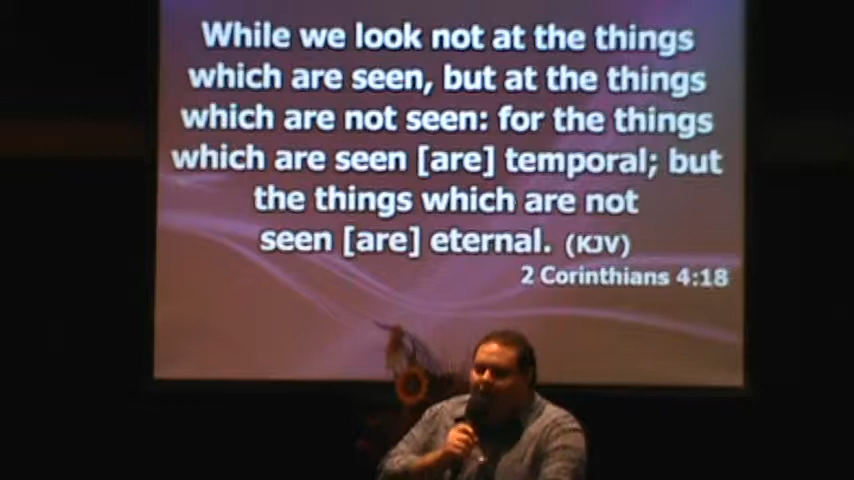 While we look not at the things
which are seen, but at the things
which are not seen: for the things
which are seen [are] temporal; but
the things which are not
seen [are] eternal. (KJV)
2 Corinthians 4:18